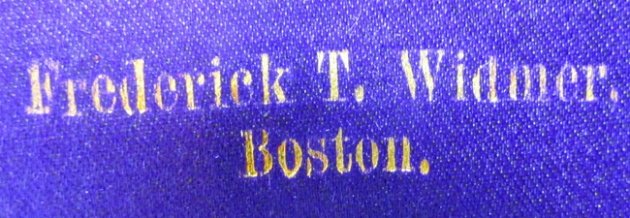 Frederick T. Widmer.
Boston.